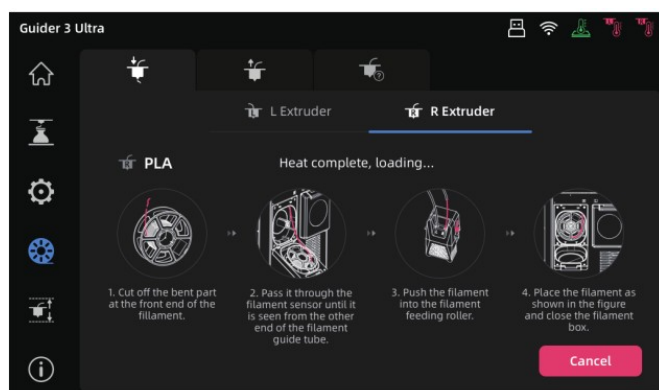 Guider 3 Ultra
L Extruder
R Extruder
PLA
Heat complete, loading...
1. Cut off the bent part
at the front end of the
fillament.
2. Pass it through the
filament sensor until it
is seen from the other
end of the filament
guide tube.
3. Push the filament
into the filament
feeding roller.
4. Place the filament as
shown in the figure
and close the filament
box.
Cancel